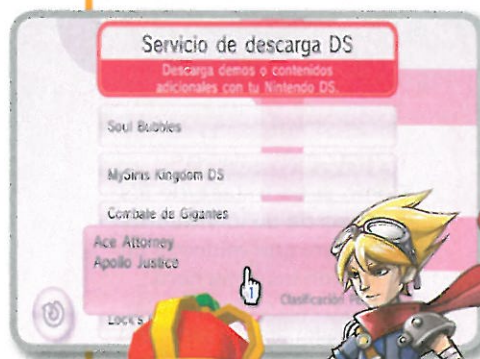 Servicio de descarga DS
Descarga demos o contenidos
adicionales con tu Nintendo DS.
Soul Bubbles
MySims Kingdom DS
Combate de Gigantes
Ace Attorney
Apollo Justice
Clasificación
Lock's